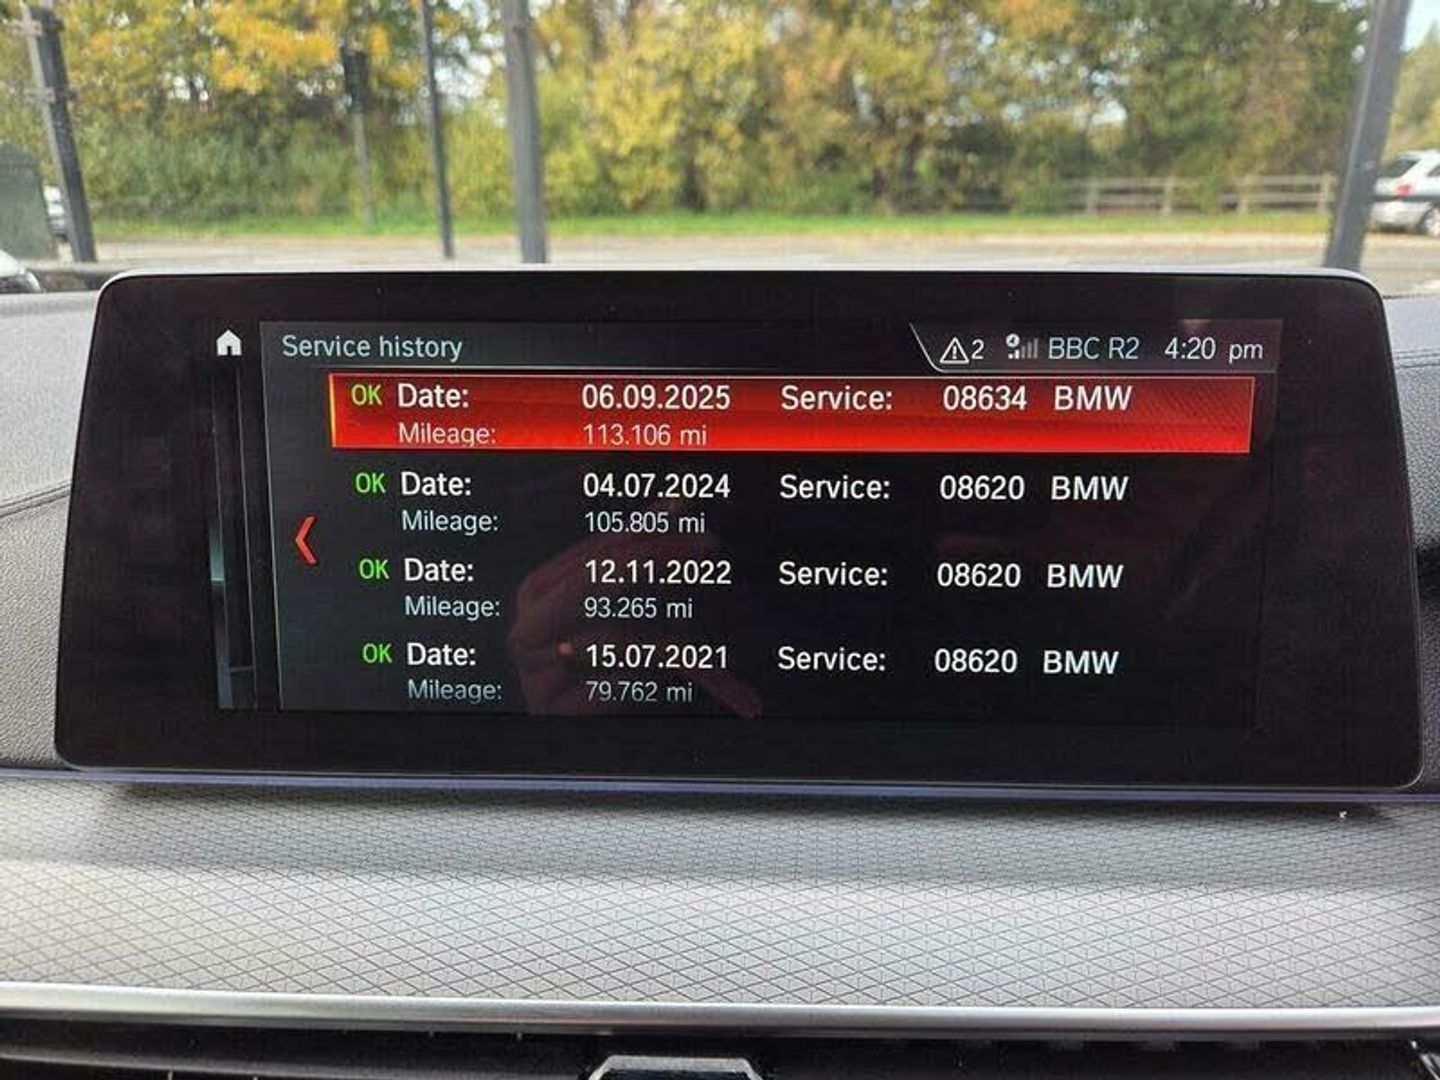 Service history 2 BBC R2 4:20 pm
OK Date: 06.09.2025 Service: 08634 BMW
Mileage: 113.106 mi
OK Date: 04.07.2024 Service: 08620 BMW
Mileage: 105.805 mi
OK Date: 12.11.2022 Service: 08620 BMW
Mileage: 93.265 mi
OK Date: 15.07.2021 Service: 08620 BMW
Mileage: 79.762 mi